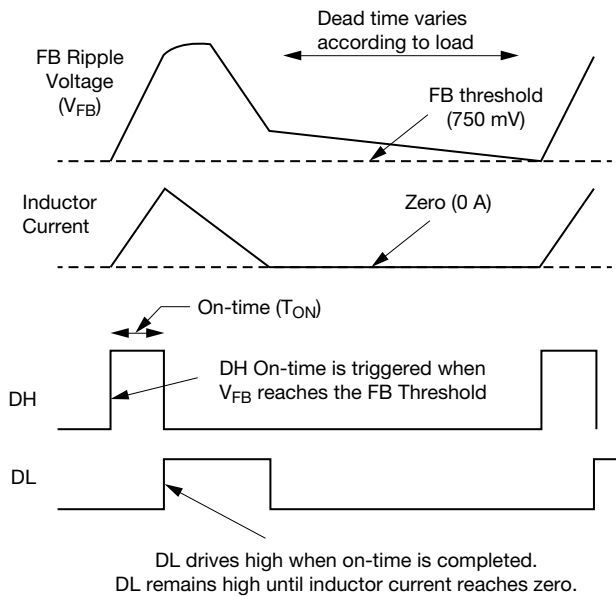 Dead time varies
according to load
FB Ripple
Voltage
(VFB)
FB threshold
(750 mV)
Inductor
Current
Zero (0 A)
On-time (TON)
DH On-time is triggered when
VFB reaches the FB Threshold
DH
DL
DL drives high when on-time is completed.
DL remains high until inductor current reaches zero.